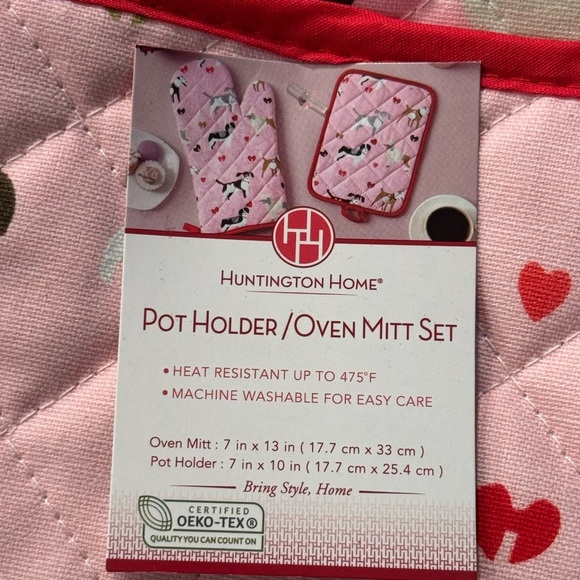 HUNTINGTON HOME®
POT HOLDER/OVEN MITT SET
• HEAT RESISTANT UP TO 475°F
• MACHINE WASHABLE FOR EASY CARE
Oven Mitt : 7 in x 13 in ( 17.7 cm x 33 cm )
Pot Holder : 7 in x 10 in ( 17.7 cm x 25.4 cm )
Bring Style, Home
CERTIFIED
OEKO-TEX®
QUALITY YOU CAN COUNT ON